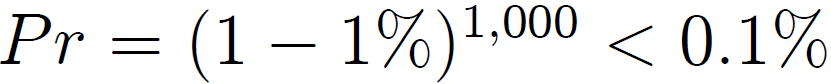 Pr = (1 − 1%)^1,000 < 0.1%